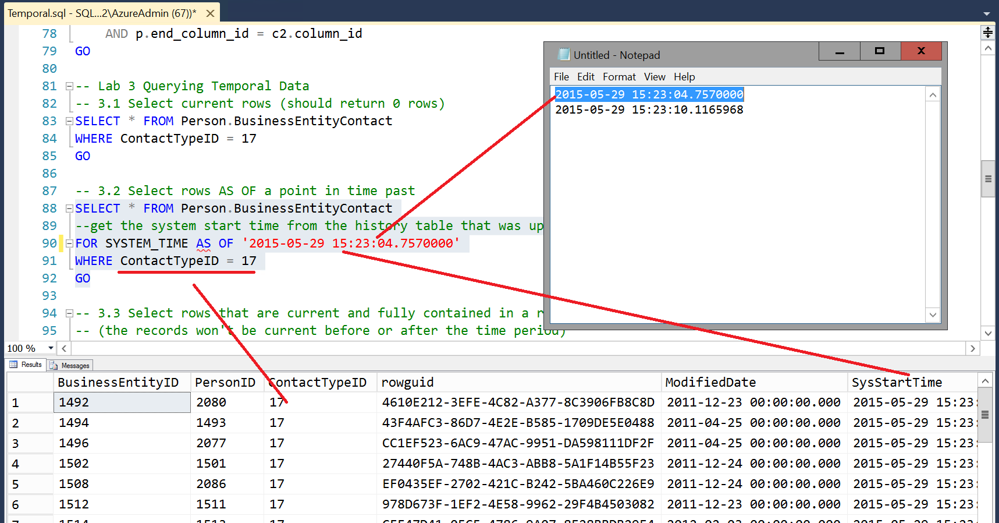 Temporal.sql - SQL...2\AzureAdmin (67))*
78 AND p.end_column_id = c2.column_id
79 GO
80
81 -- Lab 3 Querying Temporal Data
82 -- 3.1 Select current rows (should return 0 rows)
83 SELECT * FROM Person.BusinessEntityContact
84 WHERE ContactTypeID = 17
85 GO
86
87 -- 3.2 Select rows AS OF a point in time past
88 SELECT * FROM Person.BusinessEntityContact
89 --get the system start time from the history table that was up
90 FOR SYSTEM_TIME AS OF '2015-05-29 15:23:04.7570000'
91 WHERE ContactTypeID = 17
92 GO
93
94 -- 3.3 Select rows that are current and fully contained in a r
95 -- (the records won't be current before or after the time period)
Untitled - Notepad
File Edit Format View Help
2015-05-29 15:23:04.7570000
2015-05-29 15:23:10.1165968
100 %
Results Messages
BusinessEntityID PersonID ContactTypeID rowguid ModifiedDate SysStartTime
1 1492 2080 17 4610E212-3EFE-4C82-A377-8C3906FB8C8D 2011-12-23 00:00:00.000 2015-05-29 15:23:
2 1494 1493 17 43F4AFC3-86D7-4E2E-B585-1709DE5E0488 2011-04-25 00:00:00.000 2015-05-29 15:23:
3 1496 2077 17 CC1EF523-6AC9-47AC-9951-DA598111DF2F 2011-04-25 00:00:00.000 2015-05-29 15:23:
4 1502 1501 17 27440F5A-748B-4AC3-ABB8-5A1F14B55F23 2011-12-24 00:00:00.000 2015-05-29 15:23:
5 1508 2086 17 EF0435EF-2702-421C-B242-5BA460C226E9 2011-12-24 00:00:00.000 2015-05-29 15:23:
6 1512 1511 17 978D673F-1EF2-4E58-9962-29F4B4503082 2011-12-23 00:00:00.000 2015-05-29 15:23: